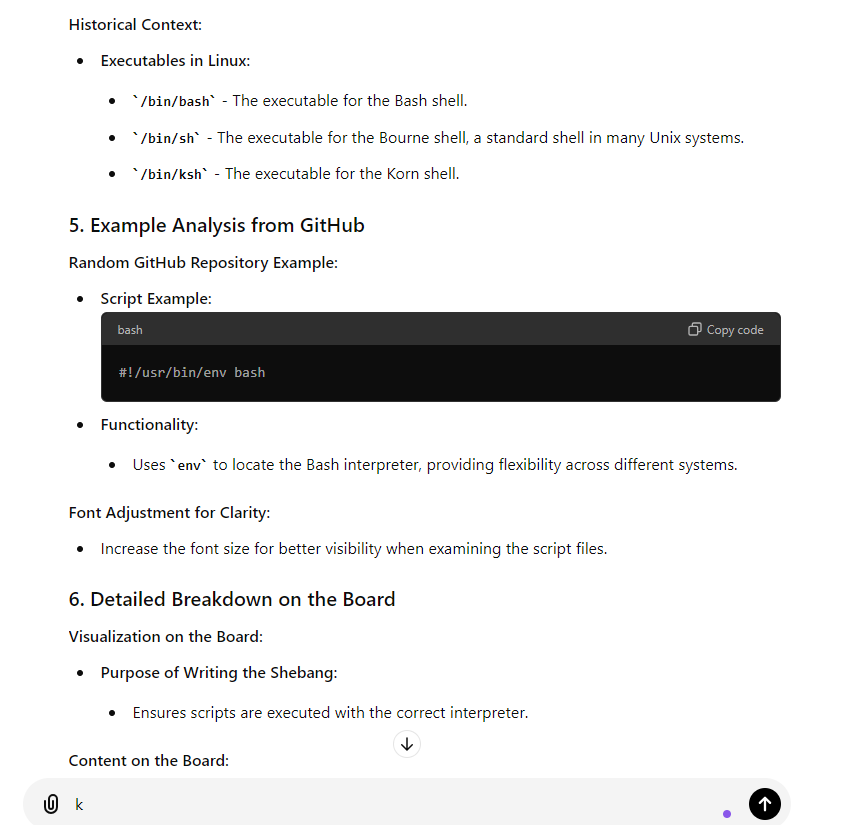 Historical Context:
Executables in Linux:
`/bin/bash` - The executable for the Bash shell.
`/bin/sh` - The executable for the Bourne shell, a standard shell in many Unix systems.
`/bin/ksh` - The executable for the Korn shell.
5. Example Analysis from GitHub
Random GitHub Repository Example:
Script Example:
bash Copy code
#!/usr/bin/env bash
Functionality:
Uses `env` to locate the Bash interpreter, providing flexibility across different systems.
Font Adjustment for Clarity:
Increase the font size for better visibility when examining the script files.
6. Detailed Breakdown on the Board
Visualization on the Board:
Purpose of Writing the Shebang:
Ensures scripts are executed with the correct interpreter.
Content on the Board:
k